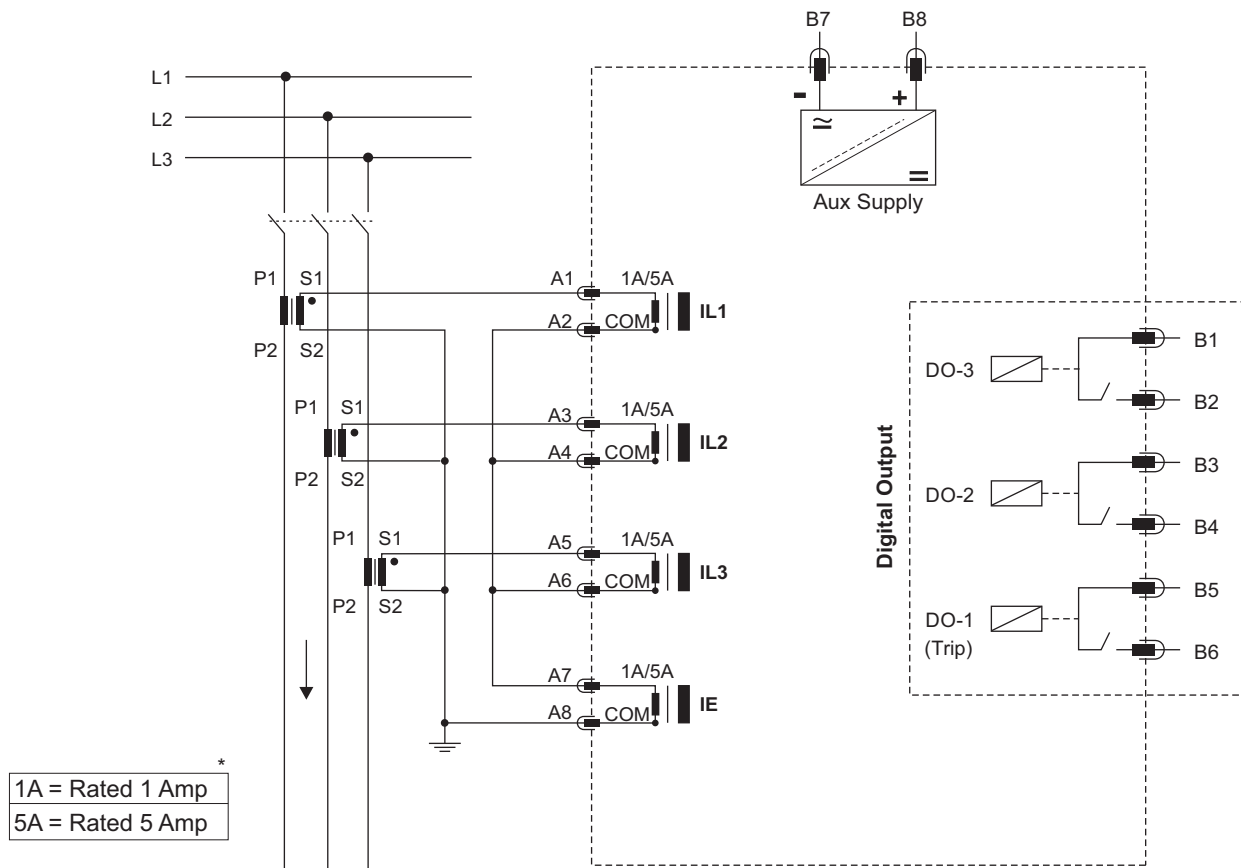 B7 B8
L1
L2
L3
- +
≃
=
Aux Supply
P1 S1 A1 1A/5A
A2 COM IL1
P2 S2
P1 S1 A3 1A/5A
A4 COM IL2
P2 S2
P1 S1 A5 1A/5A
A6 COM IL3
P2 S2
A7 1A/5A
A8 COM IE
Digital Output
DO-3 B1
B2
DO-2 B3
B4
DO-1 B5
(Trip) B6
*
1A = Rated 1 Amp
5A = Rated 5 Amp